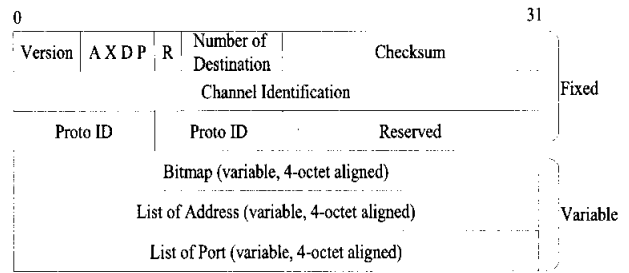 0 31
Version A X D P R Number of Destination Checksum
Channel Identification
Fixed
Proto ID Proto ID Reserved
Bitmap (variable, 4-octet aligned)
List of Address (variable, 4-octet aligned)
Variable
List of Port (variable, 4-octet aligned)